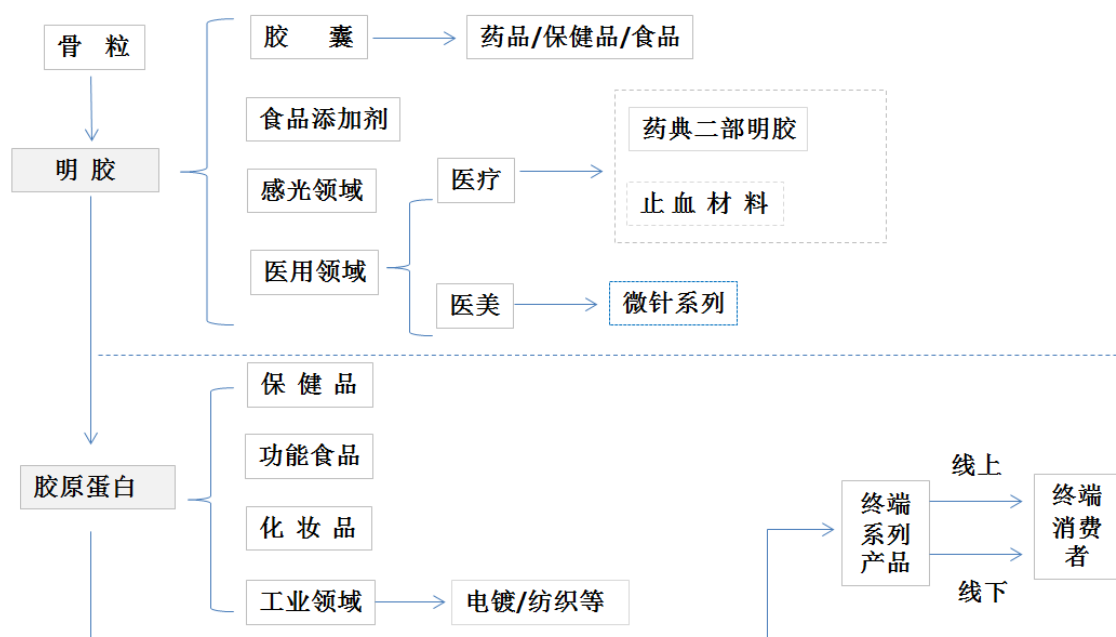 骨 粒
明 胶
胶 囊
药品/保健品/食品
食品添加剂
感光领域
医用领域
医疗
药典二部明胶
止 血 材 料
医美
微针系列
胶原蛋白
保 健 品
功能食品
化 妆 品
工业领域
电镀/纺织等
终端
系列
产品
线上
线下
终端
消费
者